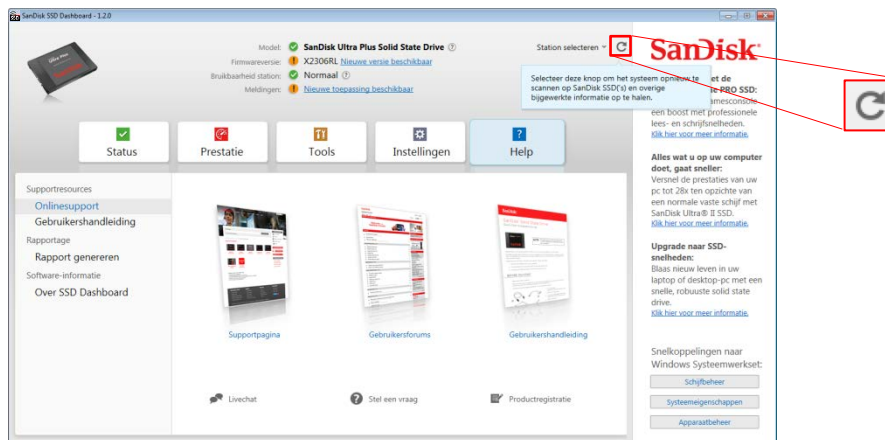 SanDisk SSD Dashboard - 1.2.0
Model: SanDisk Ultra Plus Solid State Drive
Firmwareversie: X2306RL Nieuwe versie beschikbaar
Bruikbaarheid station: Normaal
Meldingen: Nieuwe toepassing beschikbaar
Station selecteren
Selecteer deze knop om het systeem opnieuw te
scannen op SanDisk SSD('s) en overige
bijgewerkte informatie op te halen.
Status
Prestatie
Tools
Instellingen
Help
Supportresources
Onlinesupport
Gebruikershandleiding
Rapportage
Rapport genereren
Software-informatie
Over SSD Dashboard
Supportpagina
Gebruikersforums
Gebruikershandleiding
Livechat
Stel een vraag
Productregistratie
SanDisk
et de
e PRO SSD:
amesconsole
een boost met professionele
lees- en schrijfsnelheden.
Klik hier voor meer informatie.
Alles wat u op uw computer
doet, gaat sneller:
Versnel de prestaties van uw
pc tot 28x ten opzichte van
een normale vaste schijf met
SanDisk Ultra® II SSD.
Klik hier voor meer informatie.
Upgrade naar SSD-
snelheden:
Blaas nieuw leven in uw
laptop of desktop-pc met een
snelle, robuuste solid state
drive.
Klik hier voor meer informatie.
Snelkoppelingen naar
Windows Systeemwerkset:
Schijfbeheer
Systeemeigenschappen
Apparaatbeheer